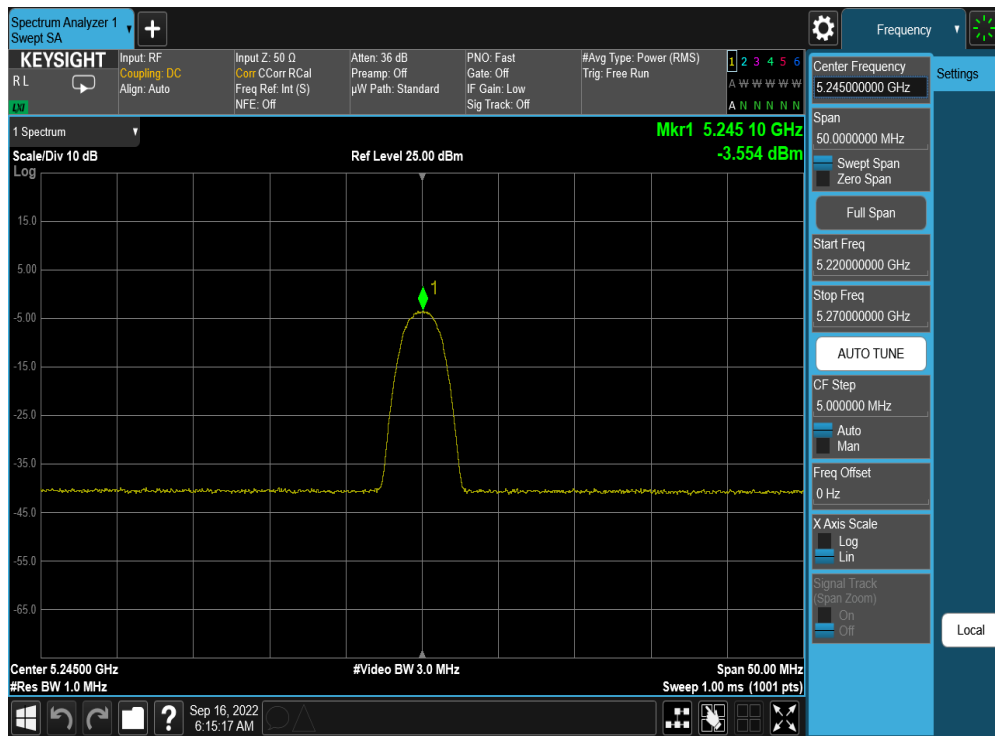 Spectrum Analyzer 1
Swept SA
Frequency
KEYSIGHT
R L
LNI
Input: RF
Coupling: DC
Align: Auto
Input Z: 50 Ω
Corr CCorr RCal
Freq Ref: Int (S)
NFE: Off
Atten: 36 dB
Preamp: Off
µW Path: Standard
PNO: Fast
Gate: Off
IF Gain: Low
Sig Track: Off
#Avg Type: Power (RMS)
Trig: Free Run
1 2 3 4 5 6
A W W W W W
A N N N N N
1 Spectrum
Scale/Div 10 dB
Log
Ref Level 25.00 dBm
Mkr1 5.245 10 GHz
-3.554 dBm
15.0
5.00
-5.00
-15.0
-25.0
-35.0
-45.0
-55.0
-65.0
1
Center 5.24500 GHz
#Res BW 1.0 MHz
#Video BW 3.0 MHz
Span 50.00 MHz
Sweep 1.00 ms (1001 pts)
Sep 16, 2022
6:15:17 AM
?
Center Frequency
5.245000000 GHz
Settings
Span
50.0000000 MHz
Swept Span
Zero Span
Full Span
Start Freq
5.220000000 GHz
Stop Freq
5.270000000 GHz
AUTO TUNE
CF Step
5.000000 MHz
Auto
Man
Freq Offset
0 Hz
X Axis Scale
Log
Lin
Signal Track
(Span Zoom)
On
Off
Local